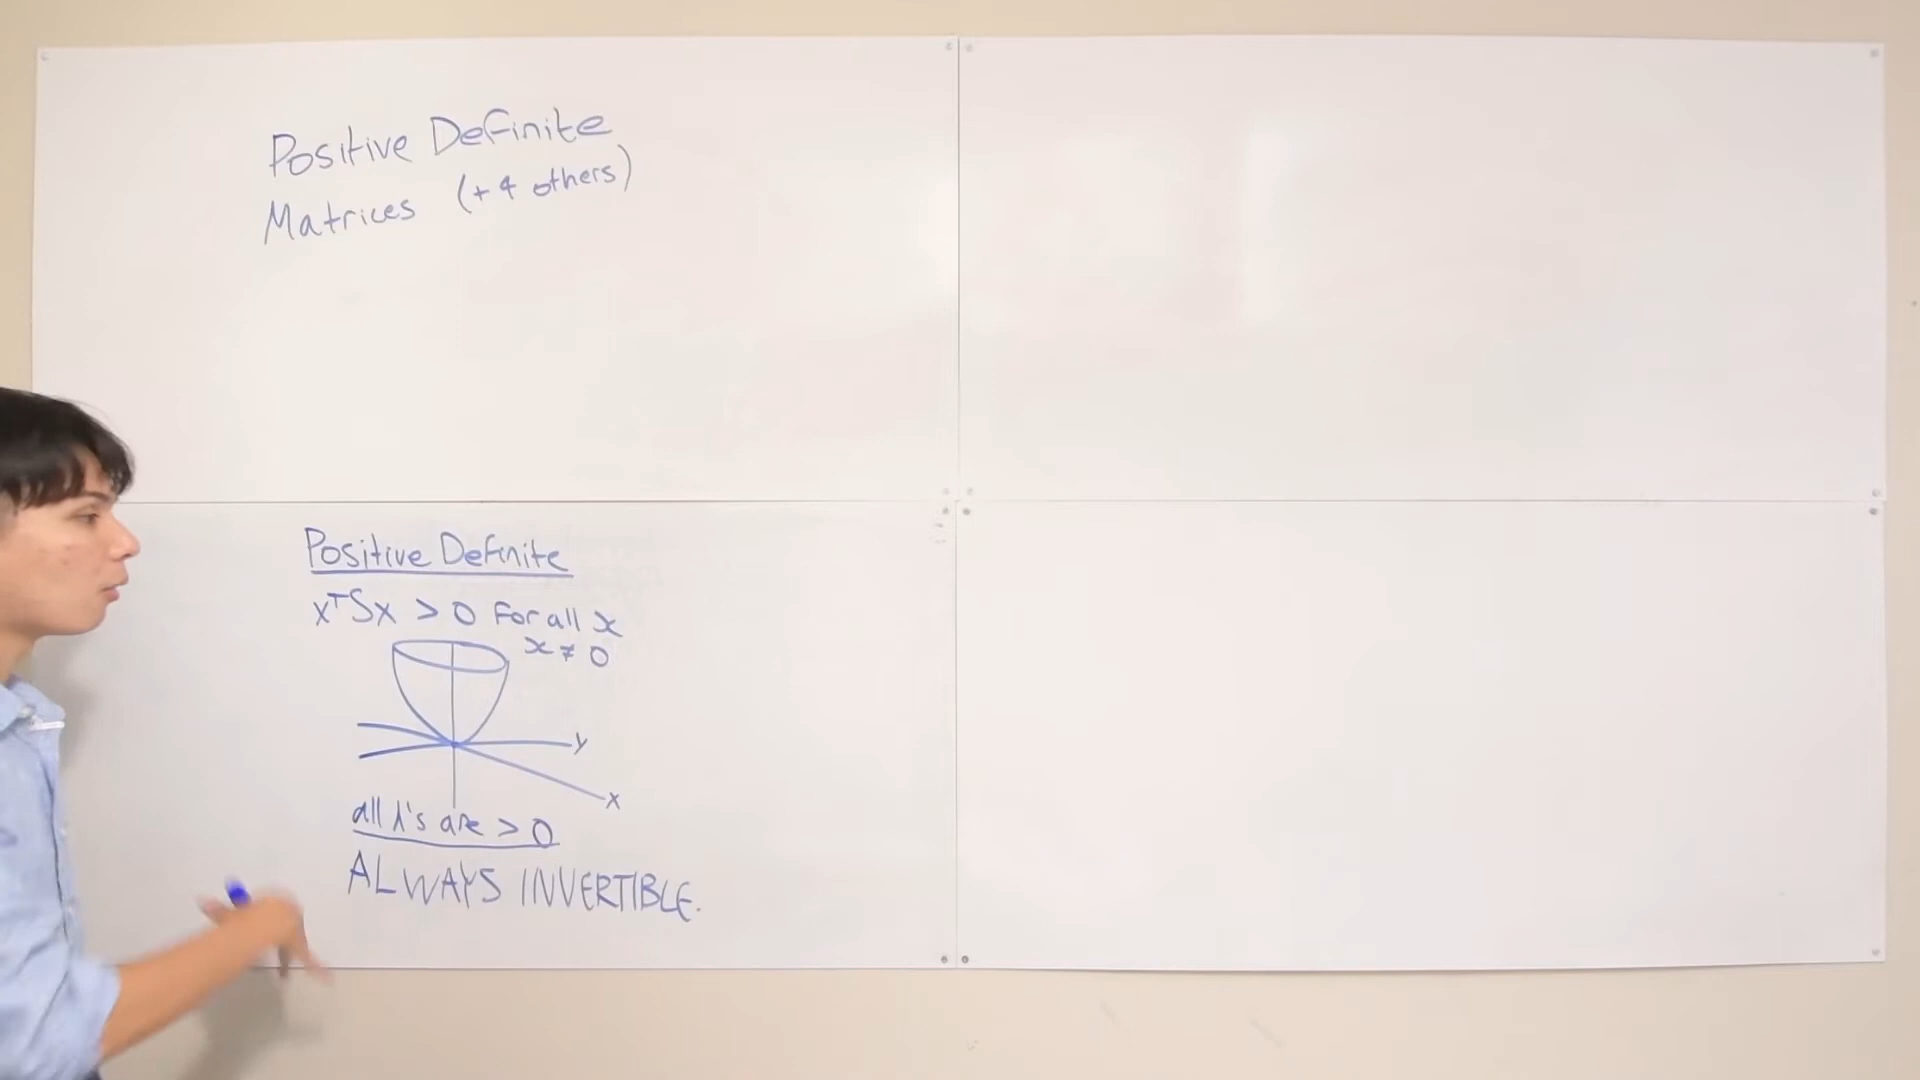 Positive Definite
Matrices (+ 4 others)
Positive Definite
xᵀSx > 0 For all x
x ≠ 0
y
x
all λ's are > 0
ALWAYS INVERTIBLE.